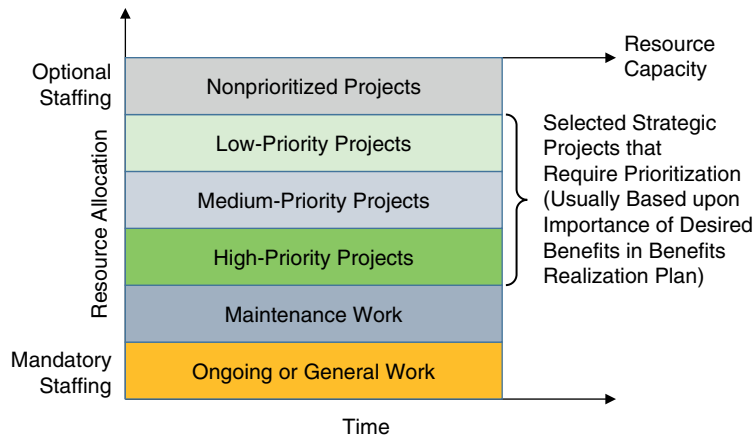 Optional
Staffing
Resource Allocation
Mandatory
Staffing
Nonprioritized Projects
Low-Priority Projects
Medium-Priority Projects
High-Priority Projects
Maintenance Work
Ongoing or General Work
Time
Resource
Capacity
Selected Strategic
Projects that
Require Prioritization
(Usually Based upon
Importance of Desired
Benefits in Benefits
Realization Plan)